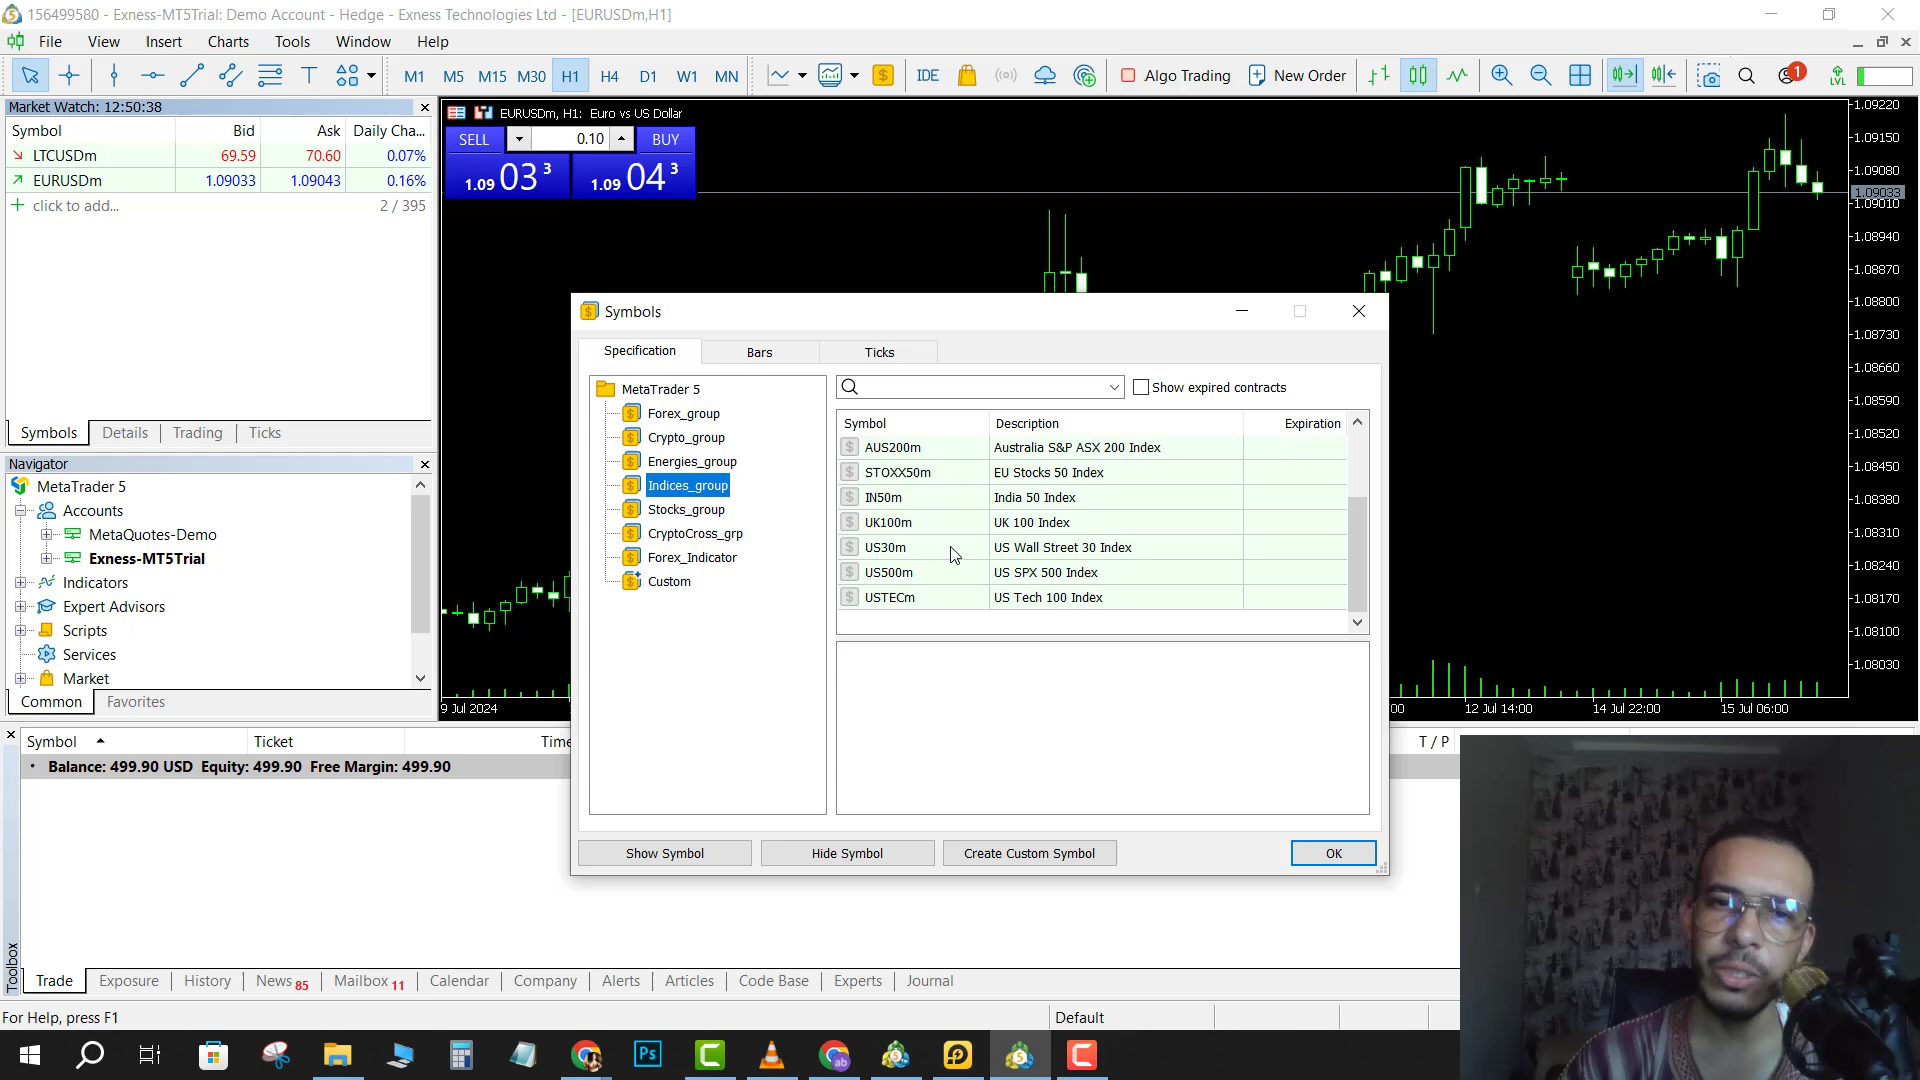 156499580 - Exness-MT5Trial: Demo Account - Hedge - Exness Technologies Ltd - [EURUSDm,H1]
File View Insert Charts Tools Window Help
M1 M5 M15 M30 H1 H4 D1 W1 MN IDE Algo Trading New Order 1 LVL
Market Watch: 12:50:38
Symbol Bid Ask Daily Cha...
LTCUSDm 69.59 70.60 0.07%
EURUSDm 1.09033 1.09043 0.16%
click to add... 2 / 395
Symbols Details Trading Ticks
Navigator
MetaTrader 5
Accounts
MetaQuotes-Demo
Exness-MT5Trial
Indicators
Expert Advisors
Scripts
Services
Market
Common Favorites
EURUSDm, H1: Euro vs US Dollar
SELL 0.10 BUY
1.09 03 3 1.09 04 3
1.09220
1.09150
1.09080
1.09033
1.09010
1.08940
1.08870
1.08800
1.08730
1.08660
1.08590
1.08520
1.08450
1.08380
1.08310
1.08240
1.08170
1.08100
1.08030
9 Jul 2024 00 12 Jul 14:00 14 Jul 22:00 15 Jul 06:00
Symbols
Specification Bars Ticks
MetaTrader 5
Forex_group
Crypto_group
Energies_group
Indices_group
Stocks_group
CryptoCross_grp
Forex_Indicator
Custom
Show expired contracts
Symbol Description Expiration
AUS200m Australia S&P ASX 200 Index
STOXX50m EU Stocks 50 Index
IN50m India 50 Index
UK100m UK 100 Index
US30m US Wall Street 30 Index
US500m US SPX 500 Index
USTECm US Tech 100 Index
Show Symbol Hide Symbol Create Custom Symbol OK
Symbol Ticket Time T / P
Balance: 499.90 USD Equity: 499.90 Free Margin: 499.90
Toolbox
Trade Exposure History News 85 Mailbox 11 Calendar Company Alerts Articles Code Base Experts Journal
For Help, press F1 Default
Ps
ab